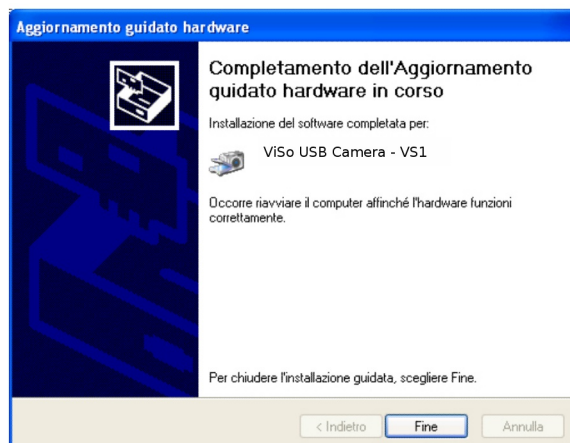 Aggiornamento guidato hardware
Completamento dell'Aggiornamento
guidato hardware in corso
Installazione del software completata per:
ViSo USB Camera - VS1
Occorre riavviare il computer affinché l'hardware funzioni
correttamente.
Per chiudere l'installazione guidata, scegliere Fine.
< Indietro Fine Annulla